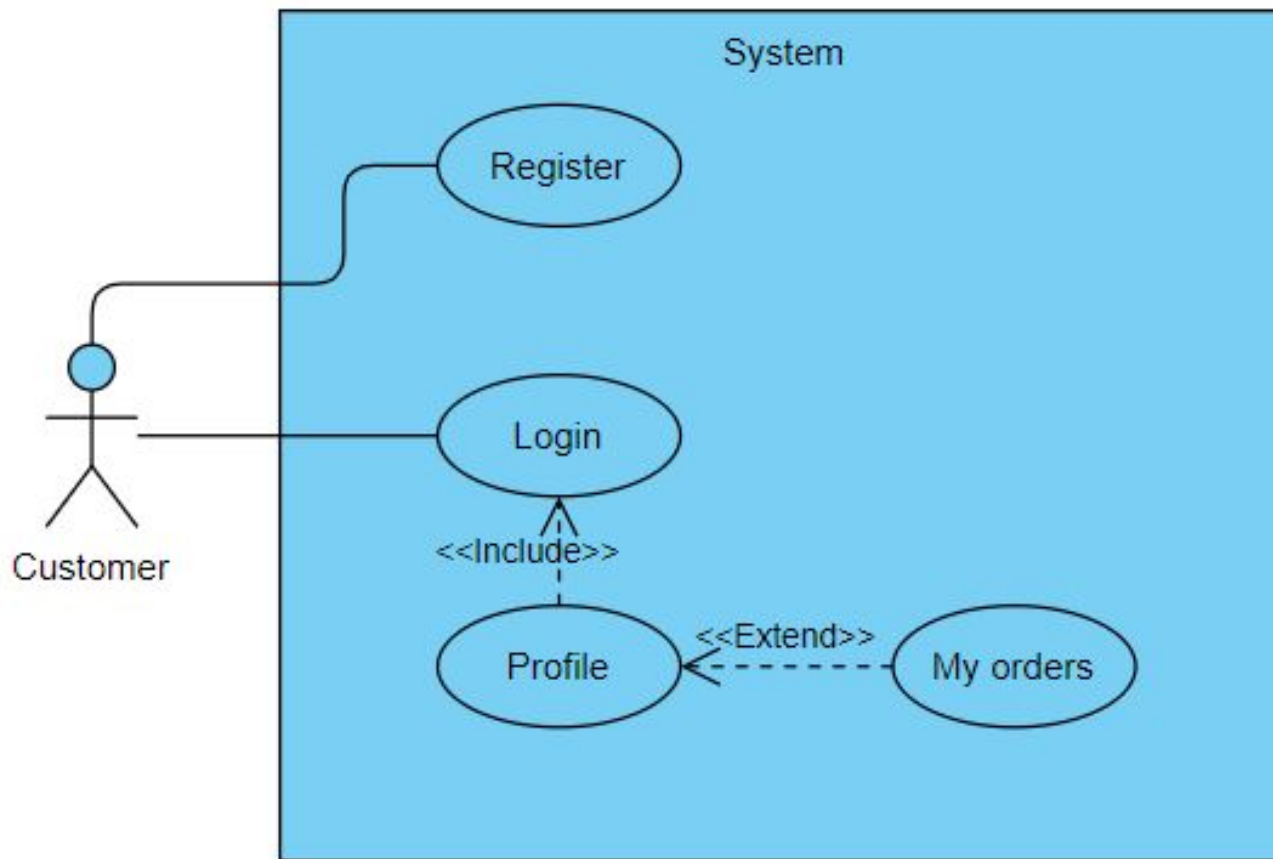 System
Register
Login
<<Include>>
Customer
<<Extend>>
Profile
My orders